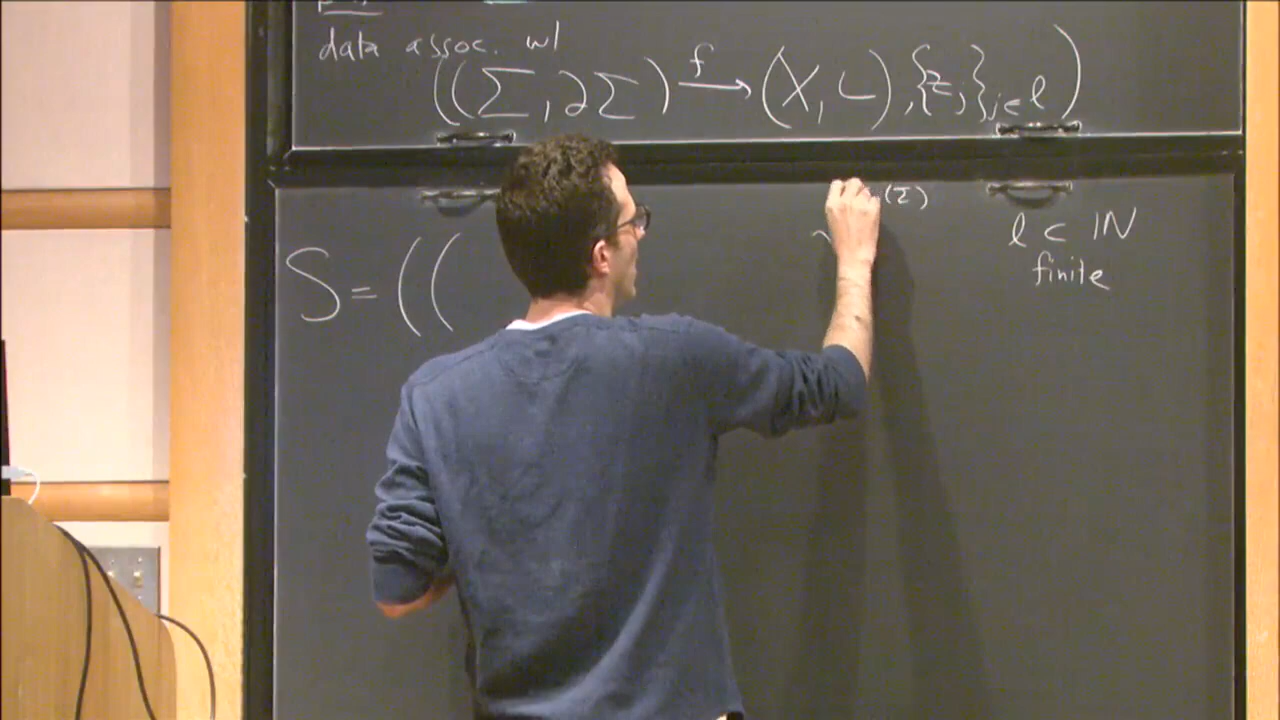 data assoc. w/
((Σ, ∂Σ) →f (X, L), {z_j}_{j∈l})
(Σ)
S = ((
l ⊂ ℕ
finite